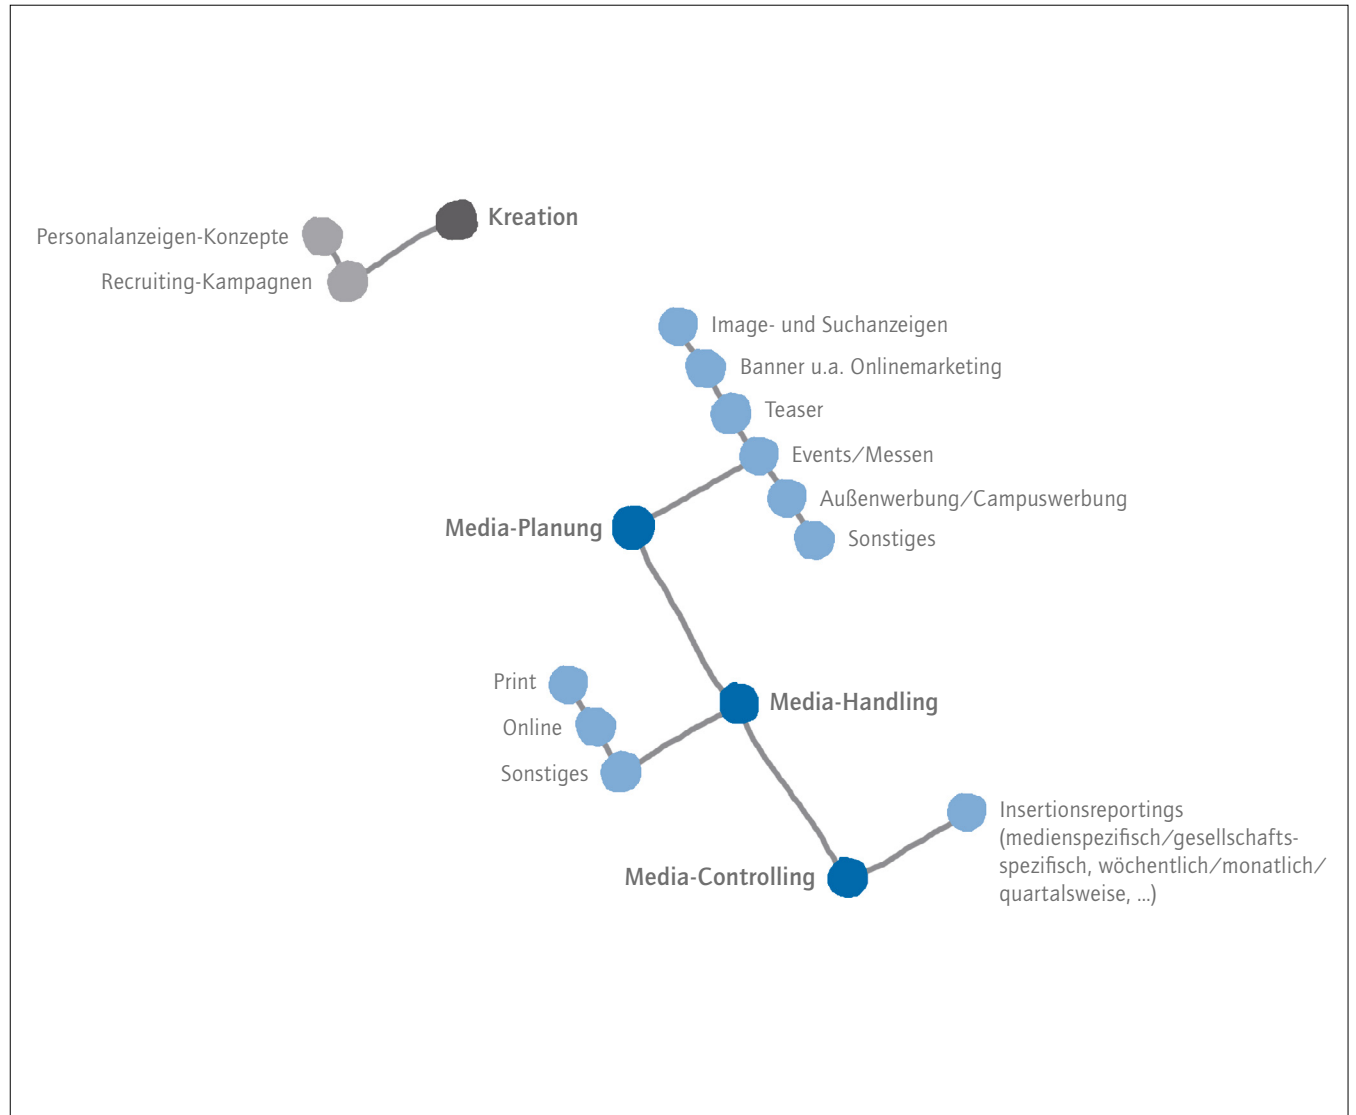 Kreation
Personalanzeigen-Konzepte
Recruiting-Kampagnen
Image- und Suchanzeigen
Banner u.a. Onlinemarketing
Teaser
Events/Messen
Außenwerbung/Campuswerbung
Media-Planung
Sonstiges
Print
Media-Handling
Online
Sonstiges
Insertionsreportings
(medienspezifisch/gesellschafts-
spezifisch, wöchentlich/monatlich/
quartalsweise, ...)
Media-Controlling